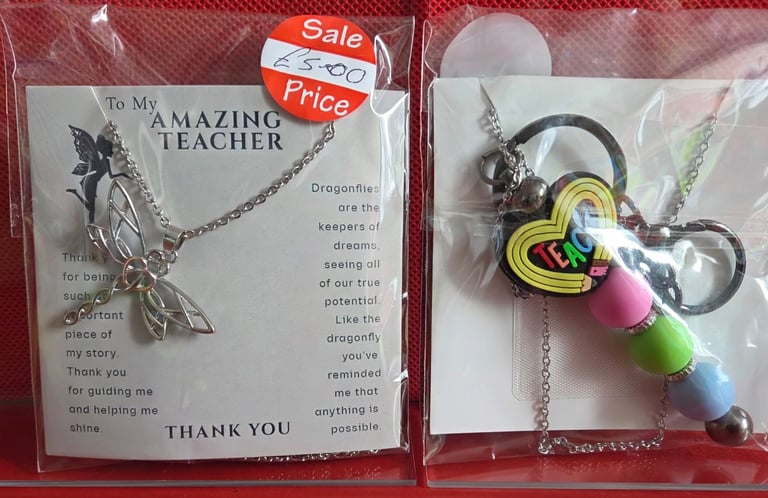 Sale
£5.00
Price
To My
AMAZING
TEACHER
Dragonflies
are the
keepers of
dreams,
seeing all
of our true
potential.
Like the
dragonfly
you've
reminded
me that
anything is
possible.
Thank
for being
such
piece of
my story.
Thank you
for guiding me
and helping me
shine.
THANK YOU
TEACH